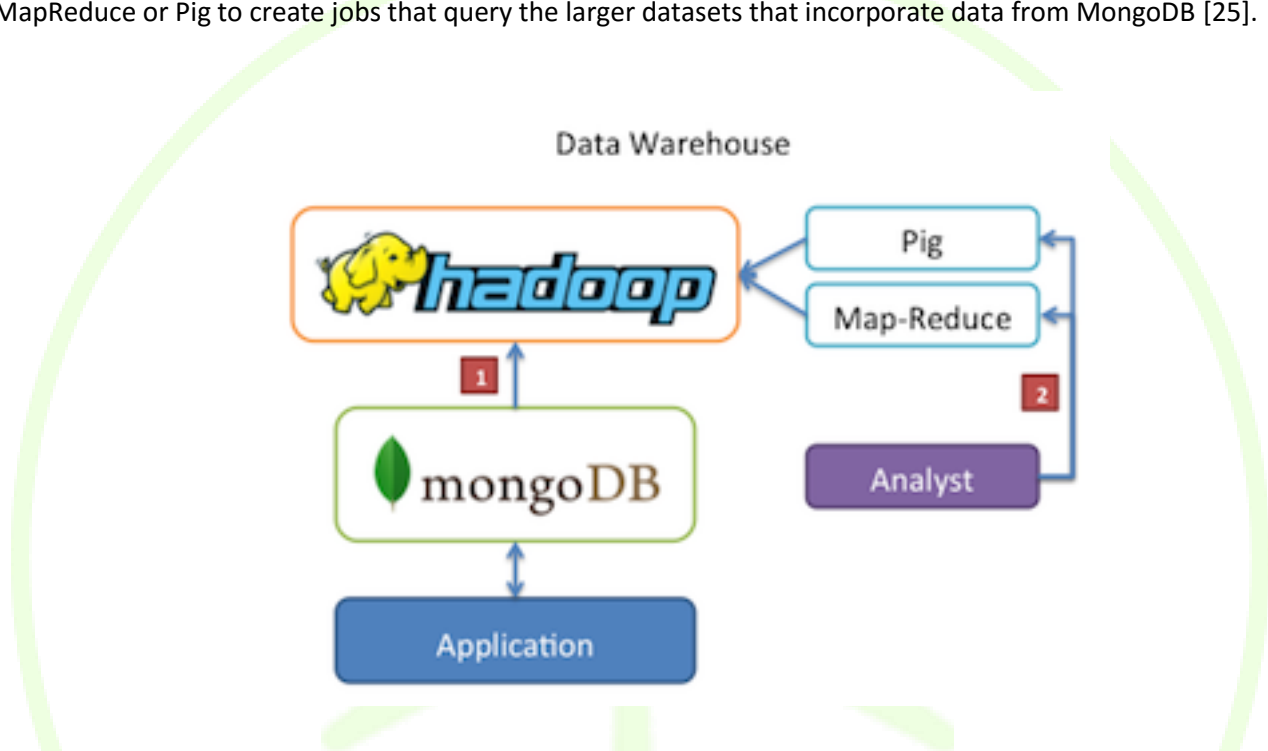 MapReduce or Pig to create jobs that query the larger datasets that incorporate data from MongoDB [25].
Data Warehouse
hadoop
Pig
Map-Reduce
1
2
mongoDB
Analyst
Application